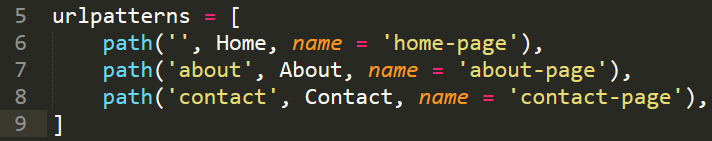 5 urlpatterns = [
6     path('', Home, name = 'home-page'),
7     path('about', About, name = 'about-page'),
8     path('contact', Contact, name = 'contact-page'),
9 ]